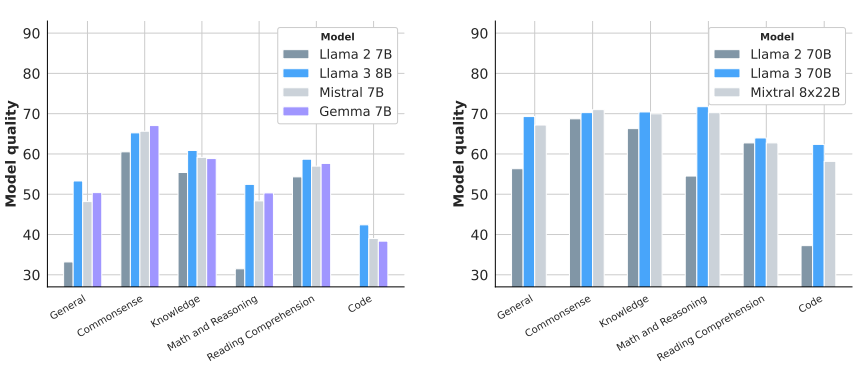 Model quality
90
80
70
60
50
40
30
Model
Llama 2 7B
Llama 3 8B
Mistral 7B
Gemma 7B
General
Commonsense
Knowledge
Math and Reasoning
Reading Comprehension
Code
Model quality
90
80
70
60
50
40
30
Model
Llama 2 70B
Llama 3 70B
Mixtral 8x22B
General
Commonsense
Knowledge
Math and Reasoning
Reading Comprehension
Code